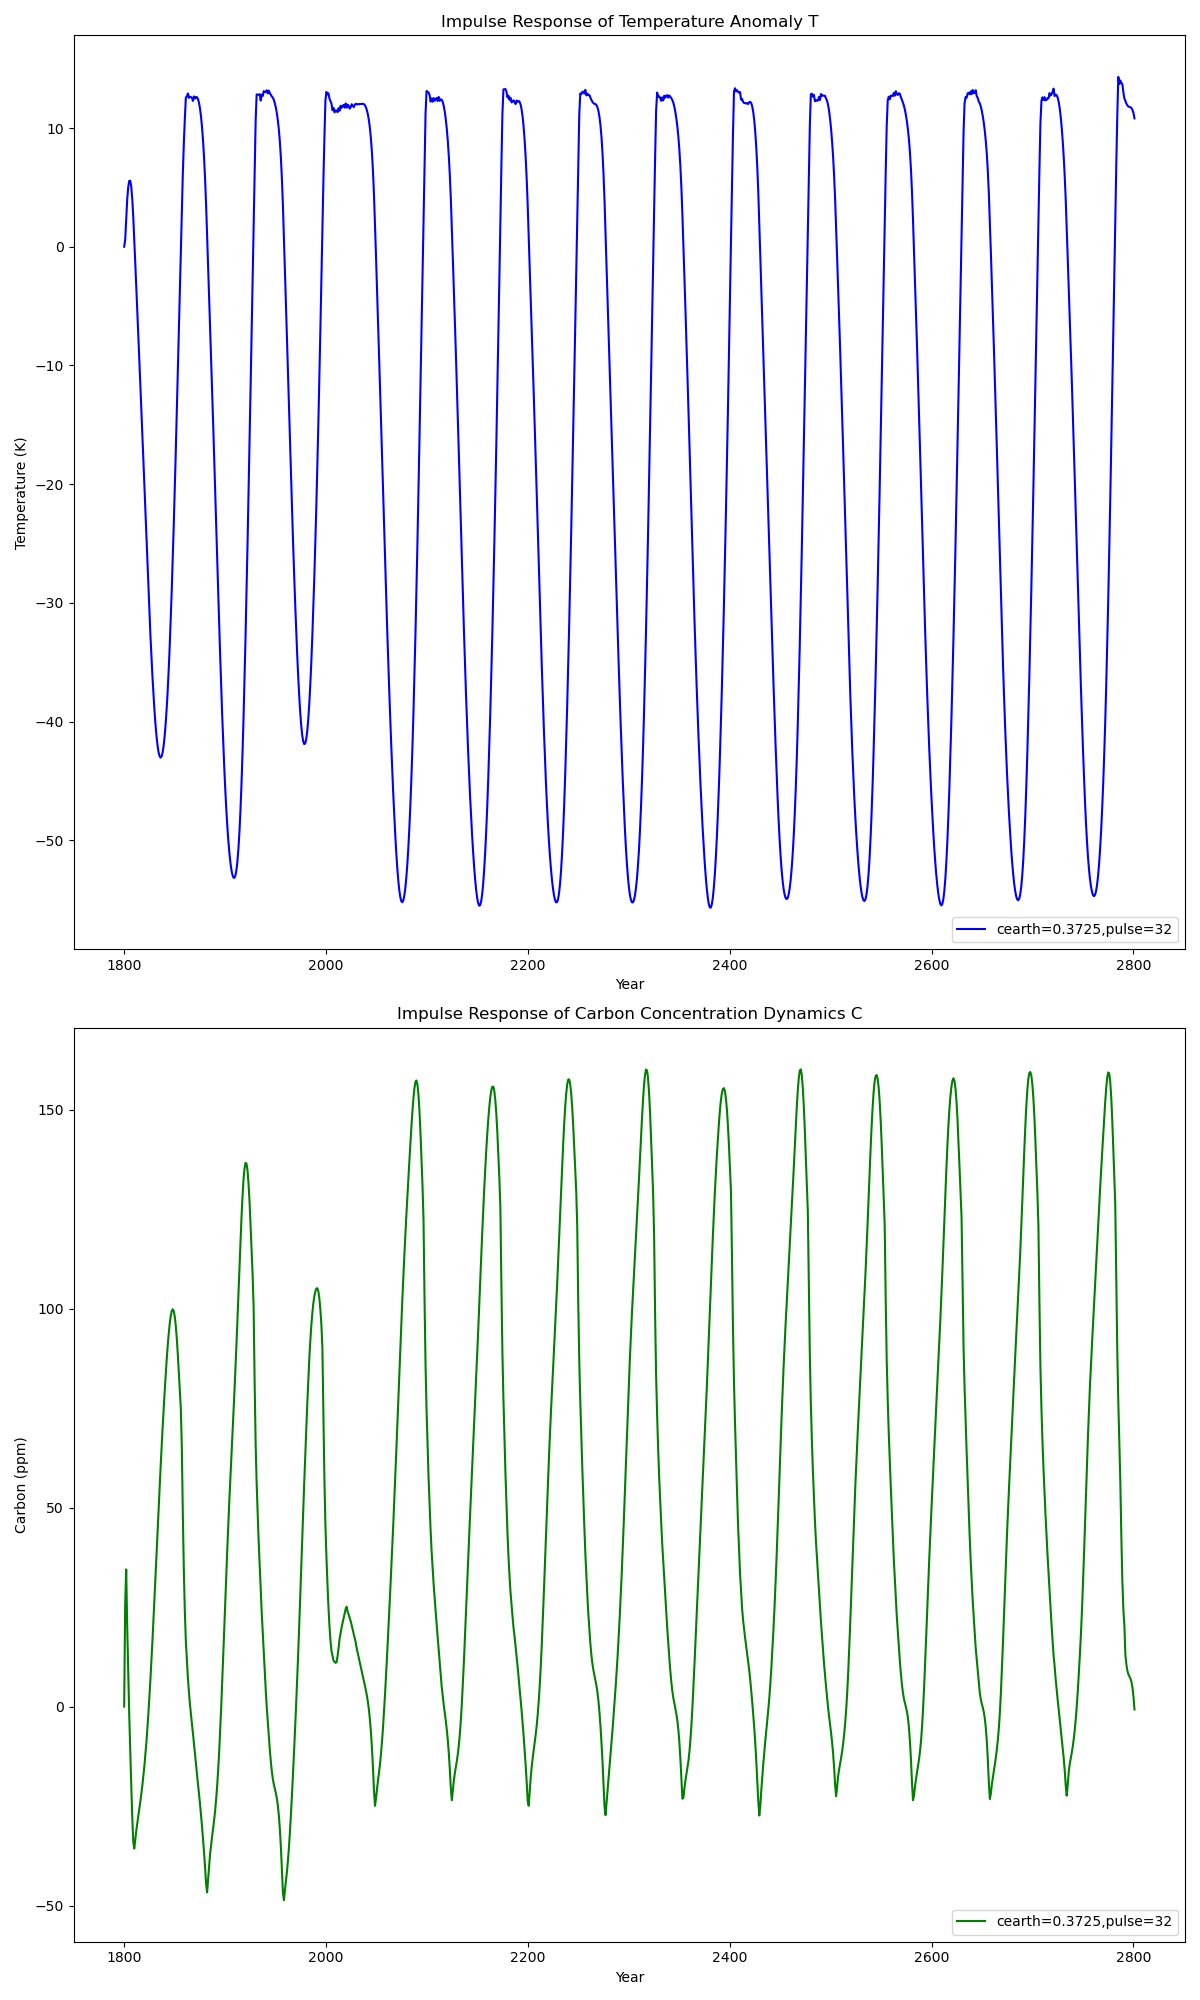 Impulse Response of Temperature Anomaly T
10
0
−10
−20
−30
−40
−50
Temperature (K)
cearth=0.3725,pulse=32
1800 2000 2200 2400 2600 2800
Year
Impulse Response of Carbon Concentration Dynamics C
150
100
50
0
−50
Carbon (ppm)
cearth=0.3725,pulse=32
1800 2000 2200 2400 2600 2800
Year